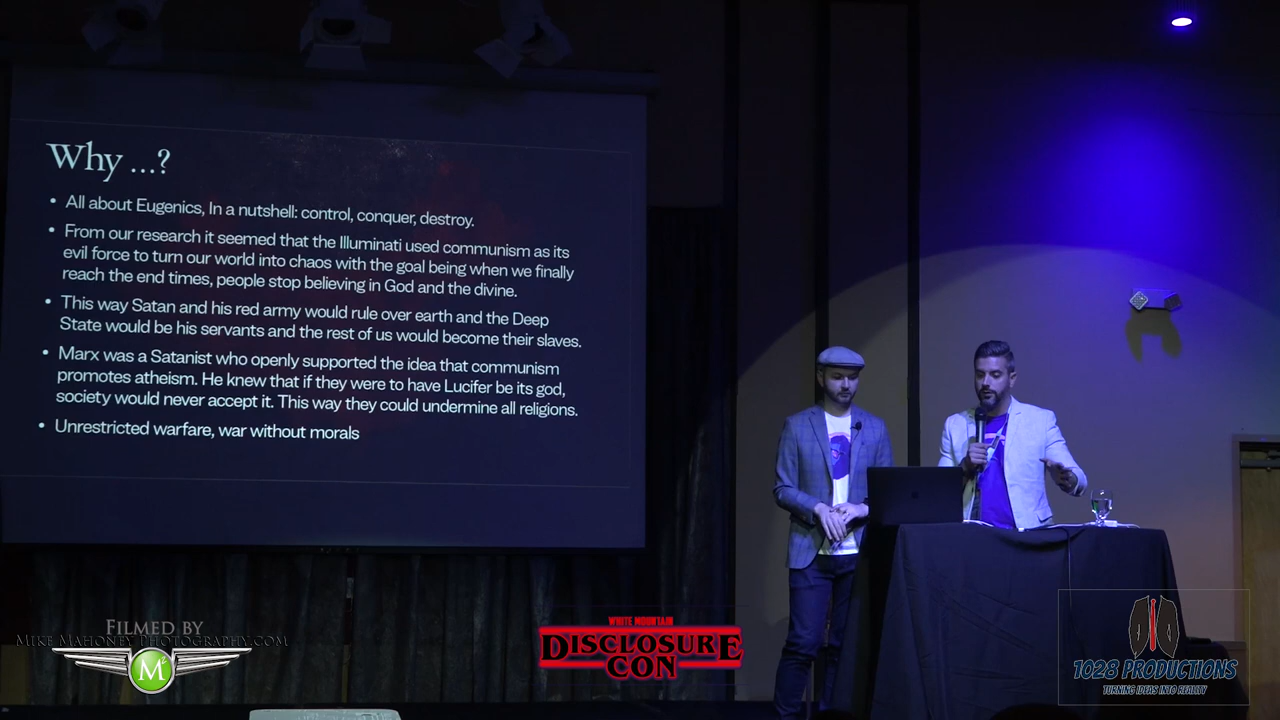 Why ...?
• All about Eugenics, In a nutshell: control, conquer, destroy.
• From our research it seemed that the Illuminati used communism as its
evil force to turn our world into chaos with the goal being when we finally
reach the end times, people stop believing in God and the divine.
• This way Satan and his red army would rule over earth and the Deep
State would be his servants and the rest of us would become their slaves.
• Marx was a Satanist who openly supported the idea that communism
promotes atheism. He knew that if they were to have Lucifer be its god,
society would never accept it. This way they could undermine all religions.
• Unrestricted warfare, war without morals
FILMED BY
MIKE MAHONEY PHOTOGRAPHY.COM
M
WHITE MOUNTAIN
DISCLOSURE
CON
1028 PRODUCTIONS
TURNING IDEAS INTO REALITY